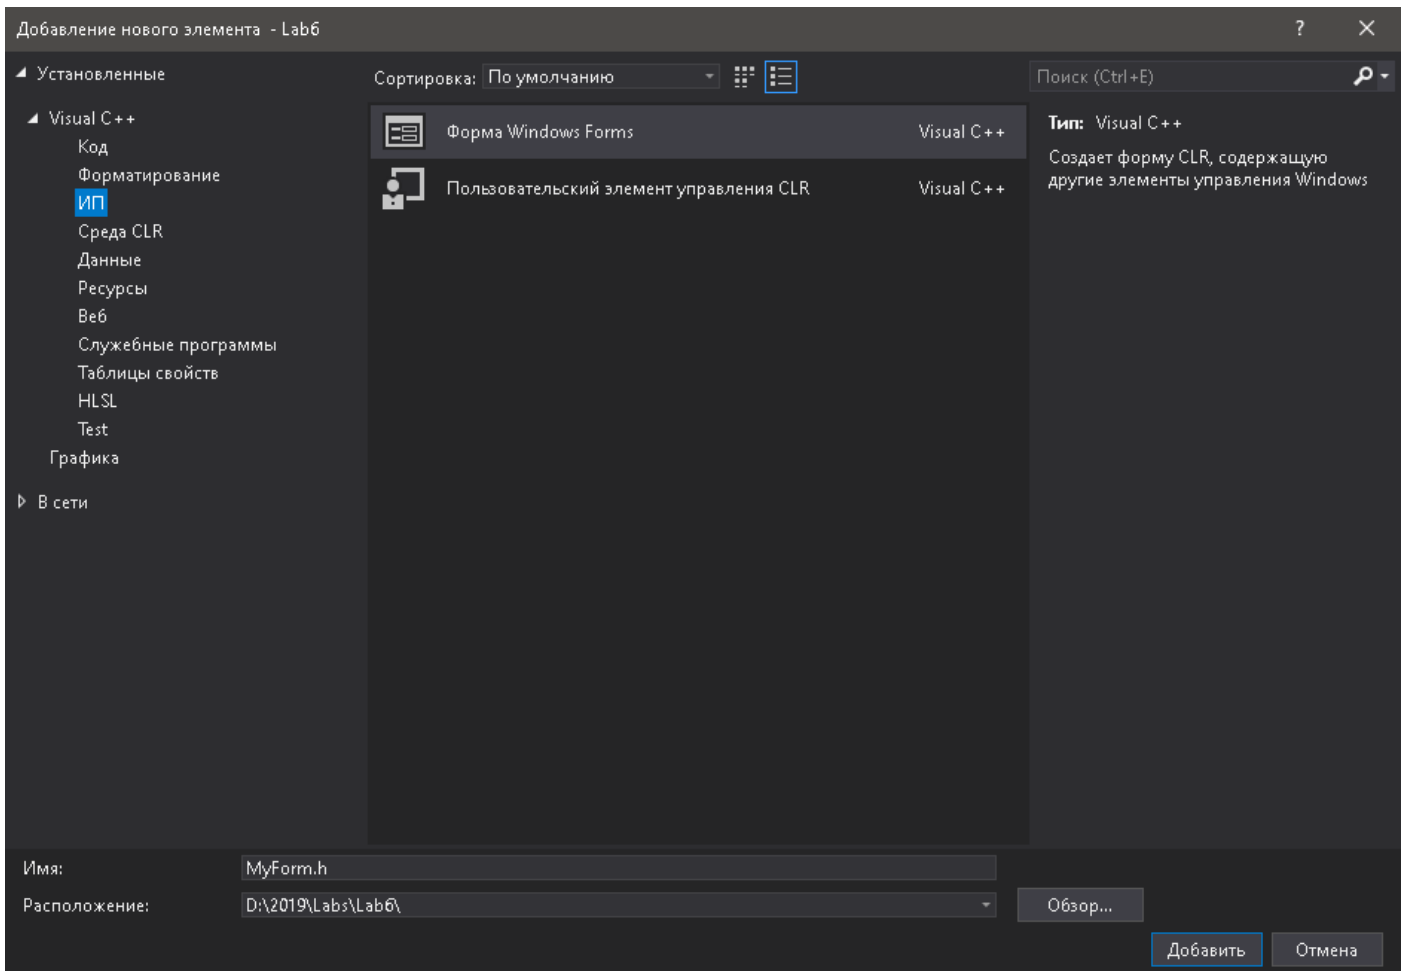 Добавление нового элемента - Lab6
?
Установленные
Visual C++
Код
Форматирование
ИП
Среда CLR
Данные
Ресурсы
Веб
Служебные программы
Таблицы свойств
HLSL
Test
Графика
В сети
Сортировка: По умолчанию
Форма Windows Forms Visual C++
Пользовательский элемент управления CLR Visual C++
Поиск (Ctrl+E)
Тип: Visual C++
Создает форму CLR, содержащую
другие элементы управления Windows
Имя: MyForm.h
Расположение: D:\2019\Labs\Lab6\ Обзор...
Добавить Отмена